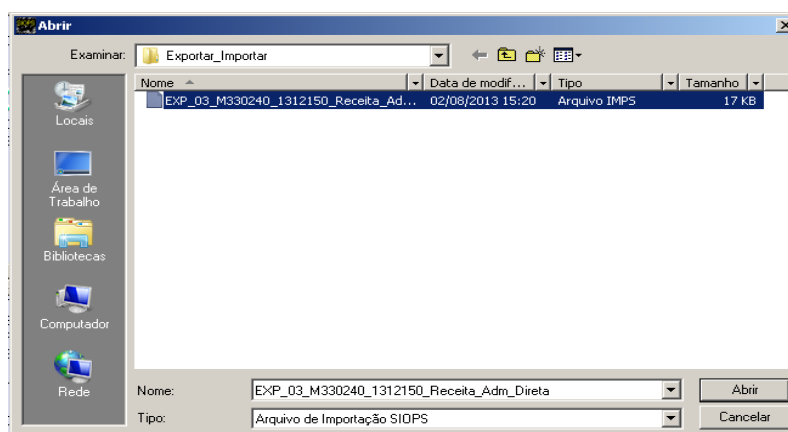 Abrir
Examinar: Exportar_Importar
Nome Data de modif... Tipo Tamanho
EXP_03_M330240_1312150_Receita_Ad... 02/08/2013 15:20 Arquivo IMPS 17 KB
Locais
Área de
Trabalho
Bibliotecas
Computador
Rede
Nome: EXP_03_M330240_1312150_Receita_Adm_Direta Abrir
Tipo: Arquivo de Importação SIOPS Cancelar